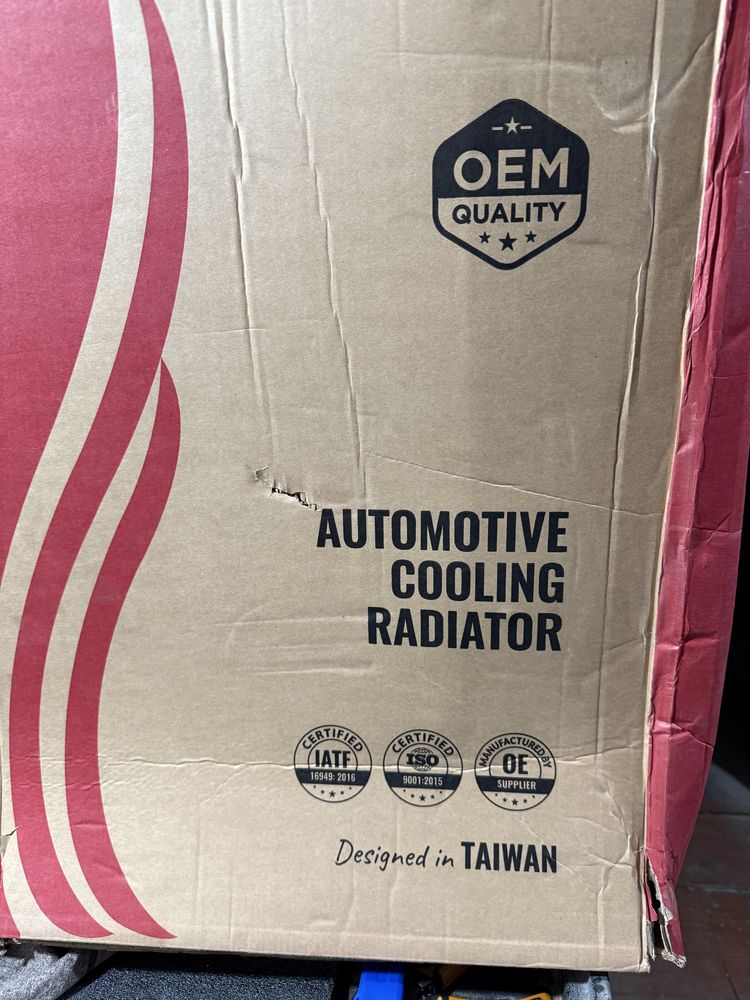 OEM
QUALITY
AUTOMOTIVE
COOLING
RADIATOR
CERTIFIED
IATF
16949: 2016
CERTIFIED
ISO
9001:2015
MANUFACTURED BY
OE
SUPPLIER
Designed in TAIWAN